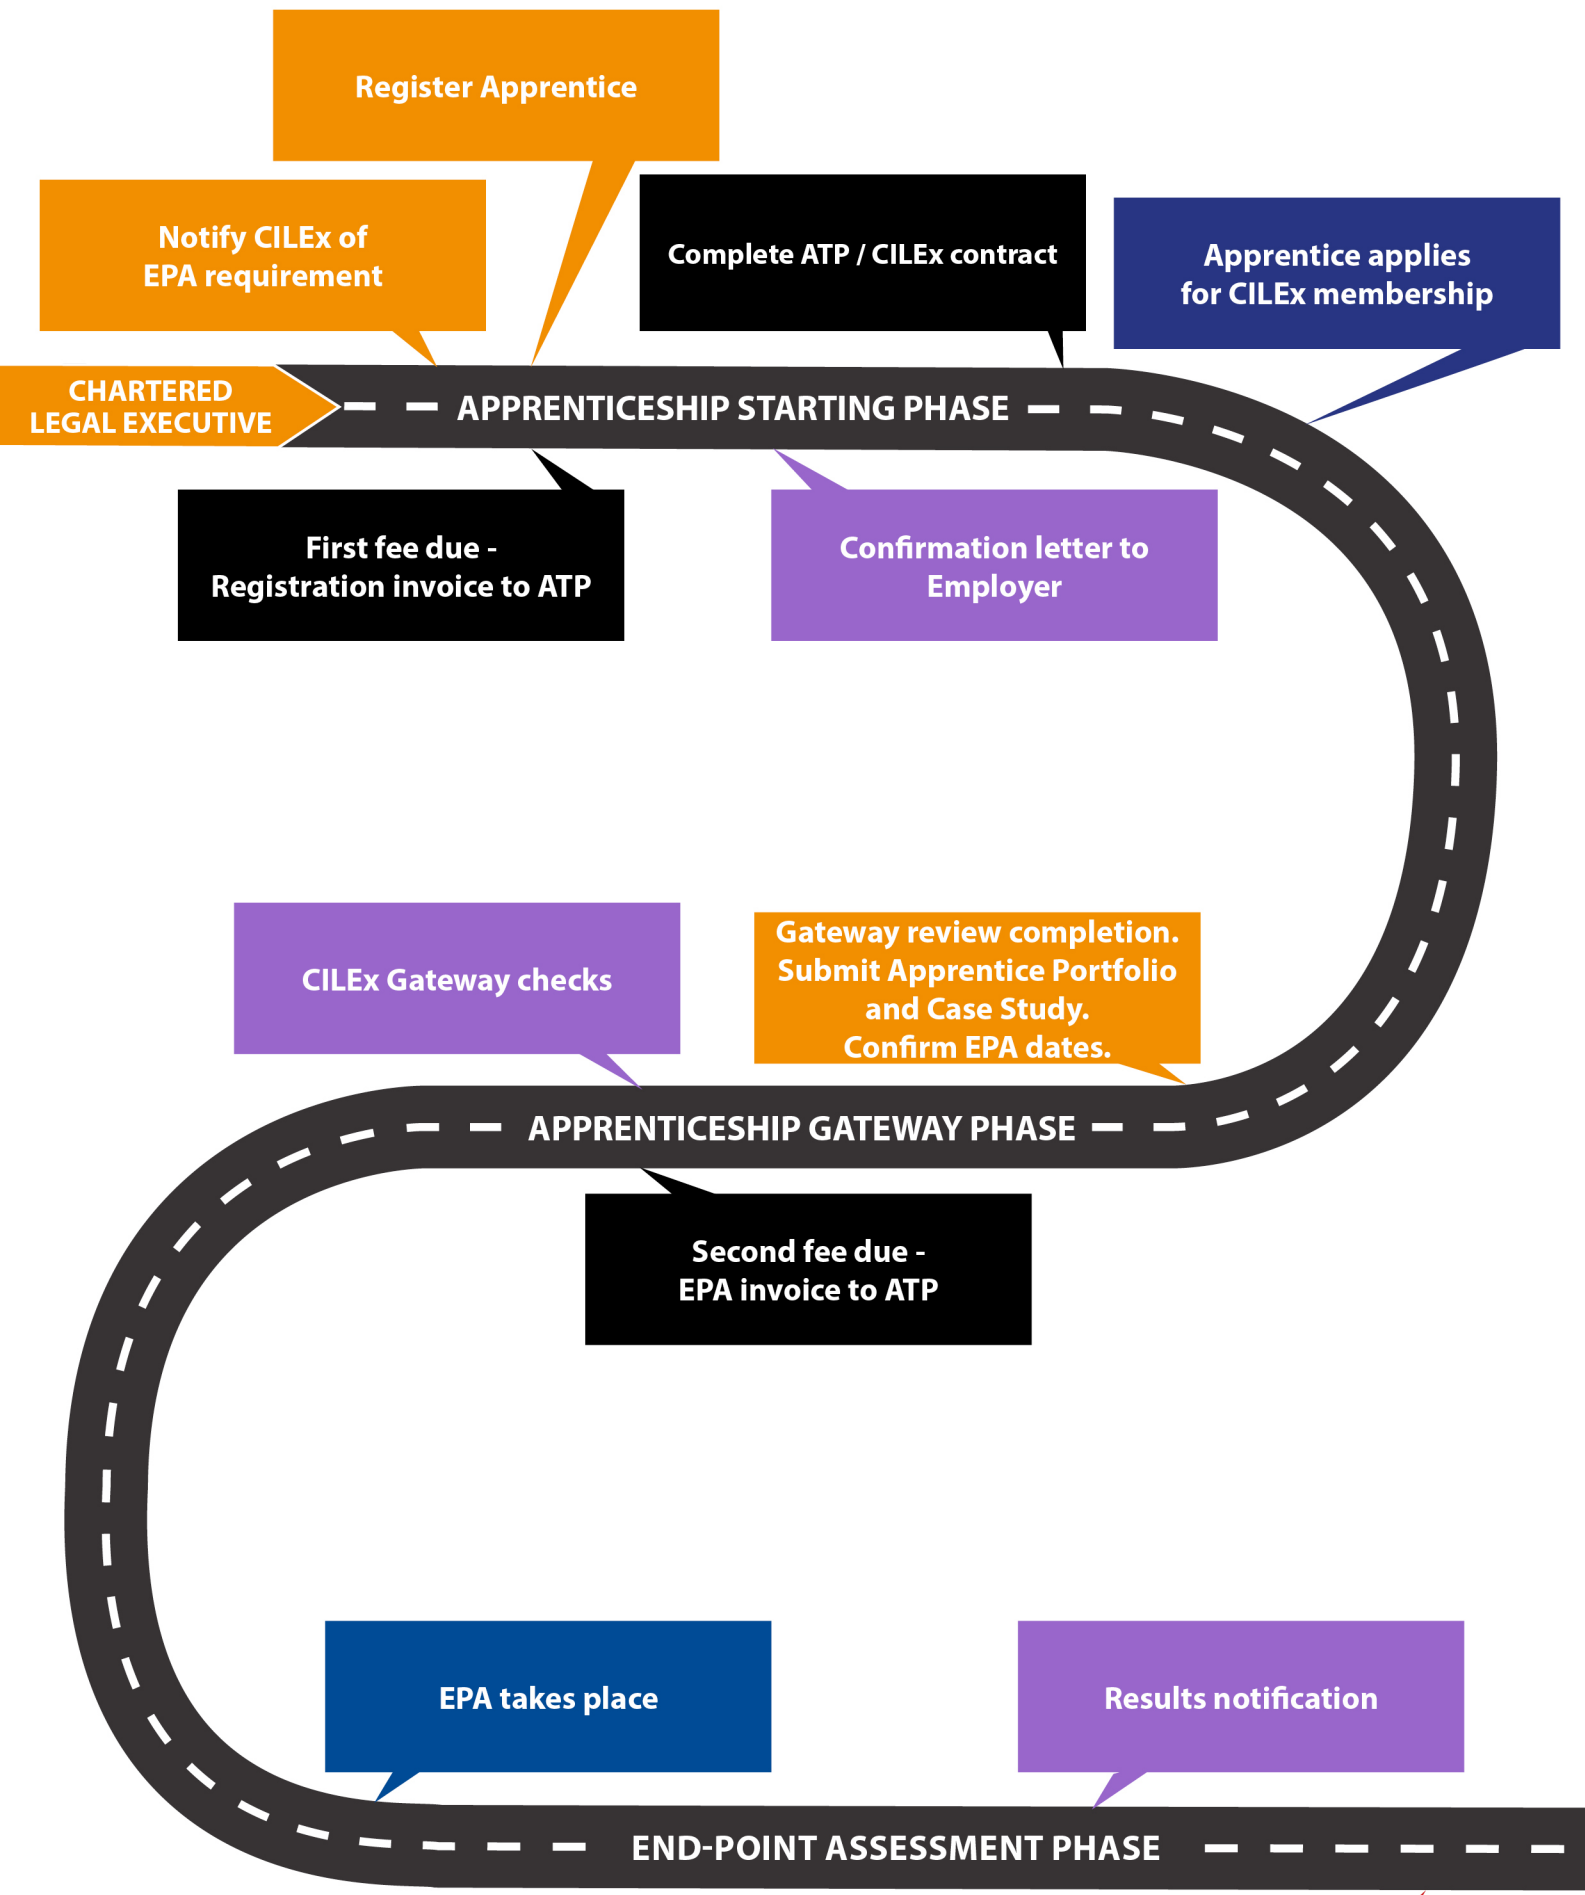 Register Apprentice
Notify CILEx of
EPA requirement
Complete ATP / CILEx contract
Apprentice applies
for CILEx membership
CHARTERED
LEGAL EXECUTIVE
APPRENTICESHIP STARTING PHASE
First fee due -
Registration invoice to ATP
Confirmation letter to
Employer
Gateway review completion.
Submit Apprentice Portfolio
and Case Study.
Confirm EPA dates.
CILEx Gateway checks
APPRENTICESHIP GATEWAY PHASE
Second fee due -
EPA invoice to ATP
EPA takes place
Results notification
END-POINT ASSESSMENT PHASE